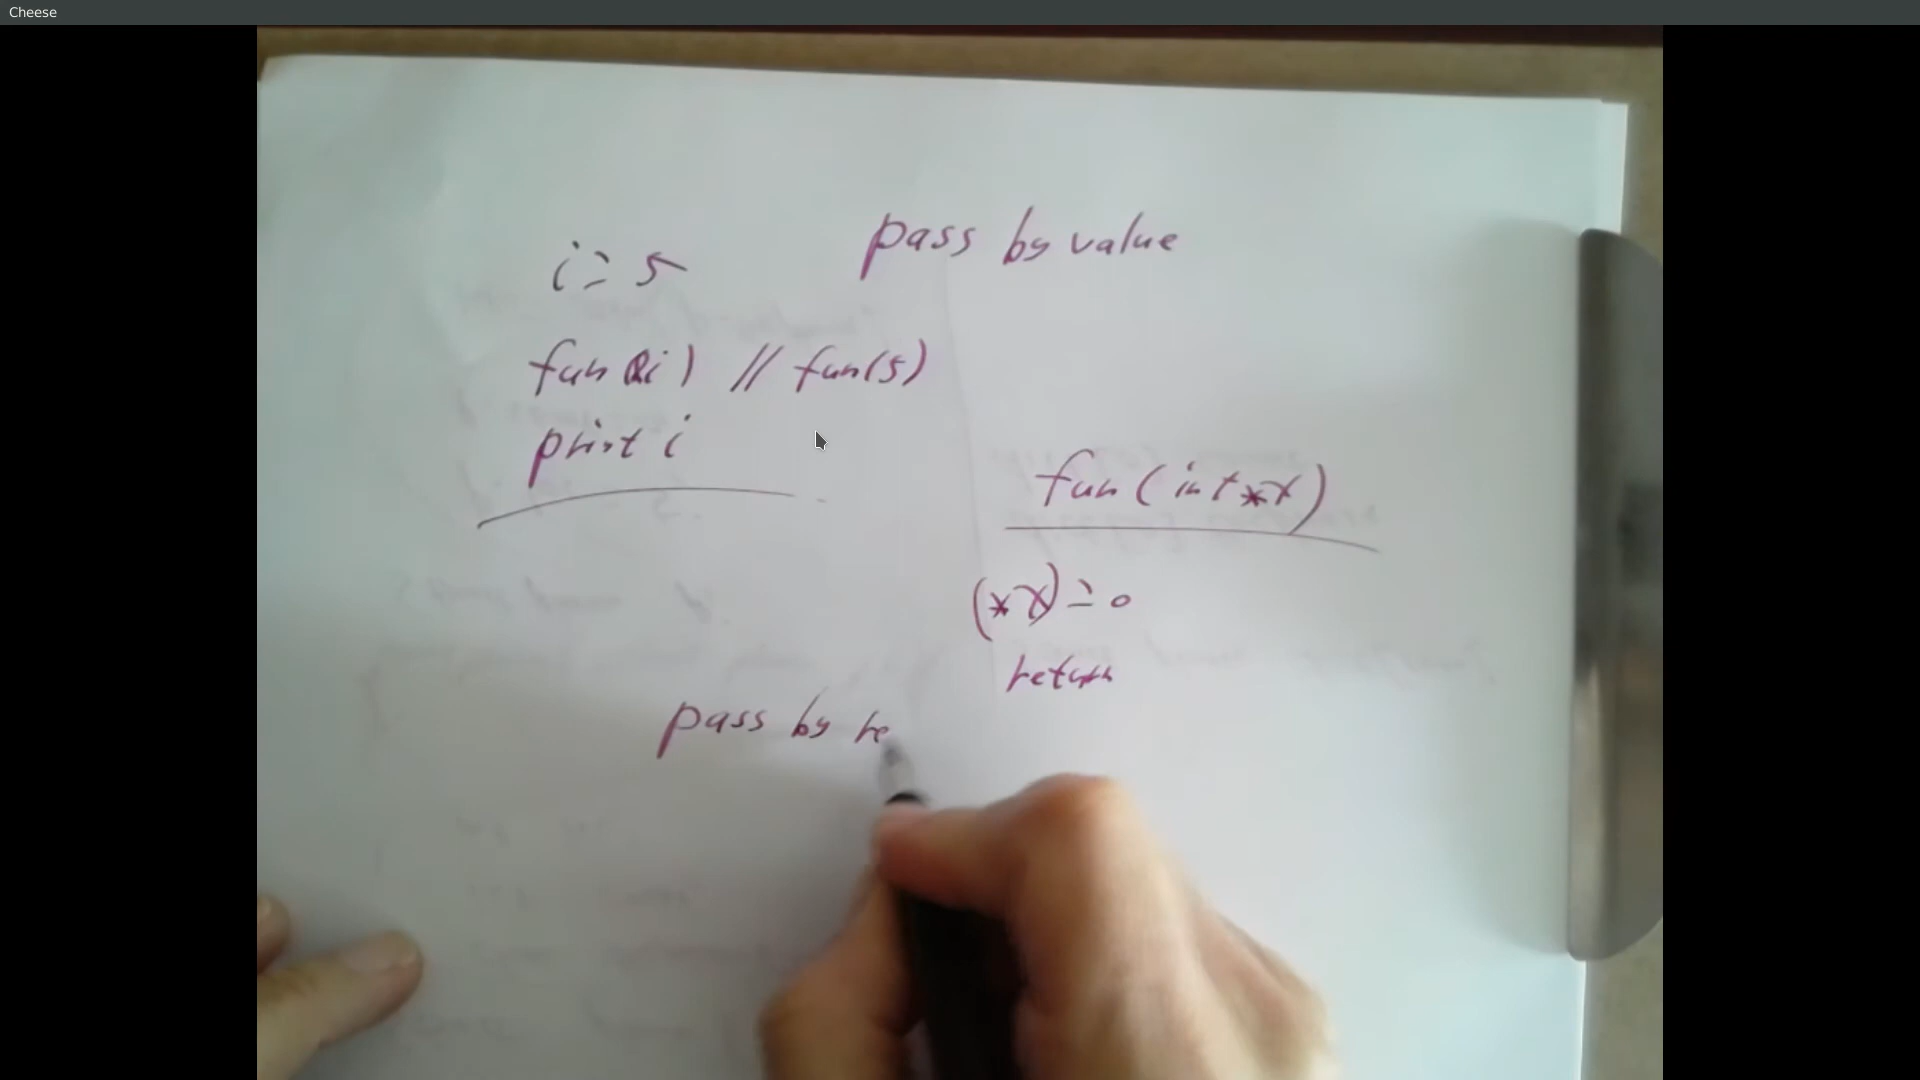 Cheese
pass by value
i = 5
fun(&i) // fun(5)
print i
fun(int *x)
(*x) = 0
return
pass by re